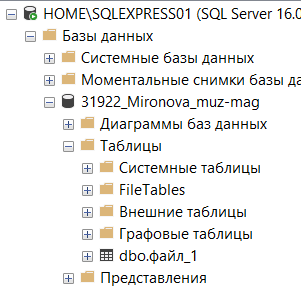 HOME\SQLEXPRESS01 (SQL Server 16.0
Базы данных
Системные базы данных
Моментальные снимки базы да
31922_Mironova_muz-mag
Диаграммы баз данных
Таблицы
Системные таблицы
FileTables
Внешние таблицы
Графовые таблицы
dbo.файл_1
Представления